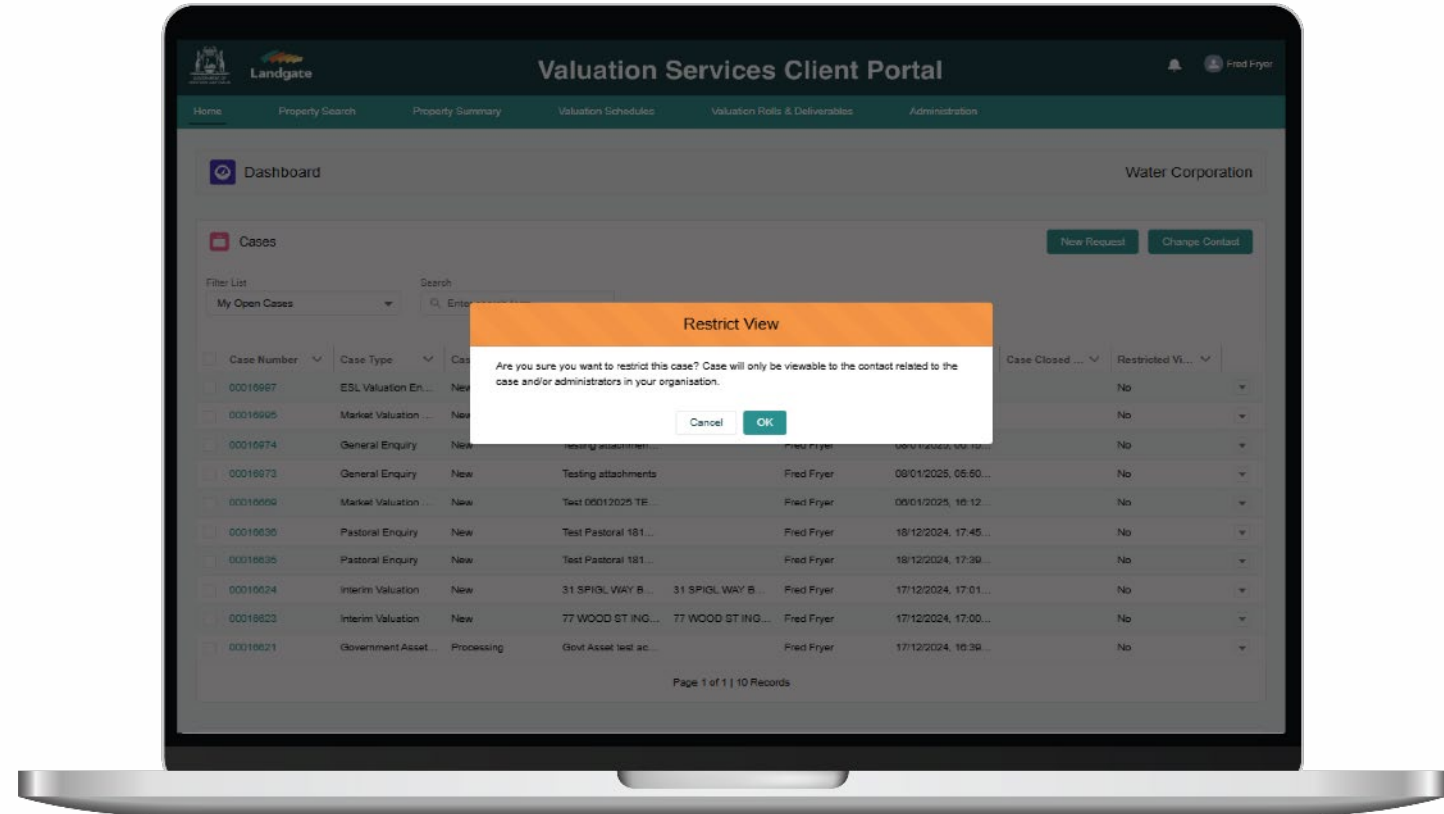 Landgate
Valuation Services Client Portal
Fred Fryer
Home Property Search Property Summary Valuation Schedules Valuation Rolls & Deliverables Administration
Dashboard
Water Corporation
Cases
New Request Change Contact
Filter List Search
My Open Cases
Restrict View
Are you sure you want to restrict this case? Case will only be viewable to the contact related to the
case and/or administrators in your organisation.
Cancel OK
Case Number Case Type Cas Case Closed ... Restricted Vi...
00016997 ESL Valuation En... New No
00016995 Market Valuation ... New No
00016974 General Enquiry New Testing attachmen... Fred Fryer No
00016973 General Enquiry New Testing attachments Fred Fryer 08/01/2025, 05:50...
No
00016669 Market Valuation ... New Test 06012025 TE... Fred Fryer 06/01/2025, 16:12... No
00016636 Pastoral Enquiry New Test Pastoral 181... Fred Fryer 18/12/2024, 17:45... No
00016635 Pastoral Enquiry New Test Pastoral 181... Fred Fryer 18/12/2024, 17:39... No
00016624 Interim Valuation New 31 SPIGL WAY B... 31 SPIGL WAY B... Fred Fryer 17/12/2024, 17:01... No
00016623 Interim Valuation New 77 WOOD ST ING... 77 WOOD ST ING... Fred Fryer 17/12/2024, 17:00... No
00016621 Government Asset... Processing Govt Asset test ac... Fred Fryer 17/12/2024, 16:39... No
Page 1 of 1 | 10 Records